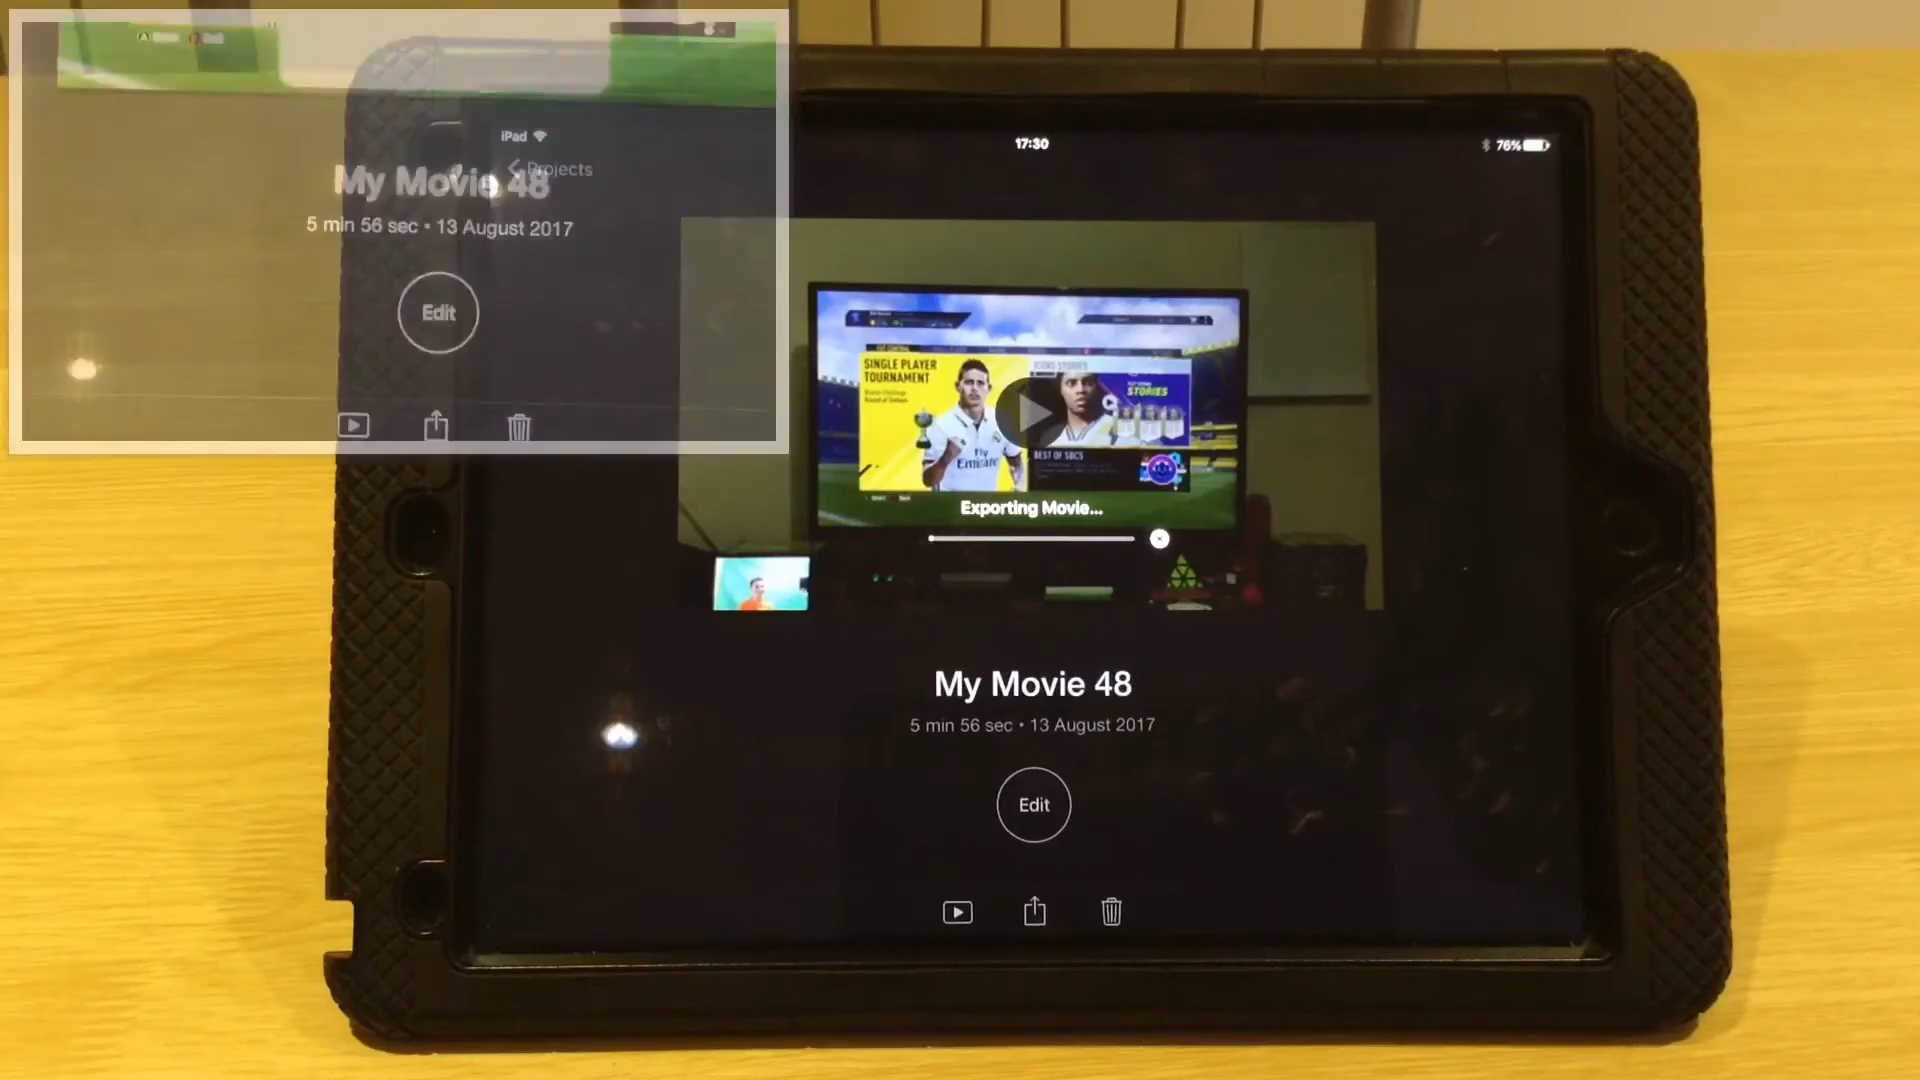 iPad
17:30
76%
Projects
My Movie 48
5 min 56 sec • 13 August 2017
Edit
SINGLE PLAYER
TOURNAMENT
ICONS STORIES
STORIES
Fly
Emirates
BEST OF SBCS
Exporting Movie...
My Movie 48
5 min 56 sec • 13 August 2017
Edit